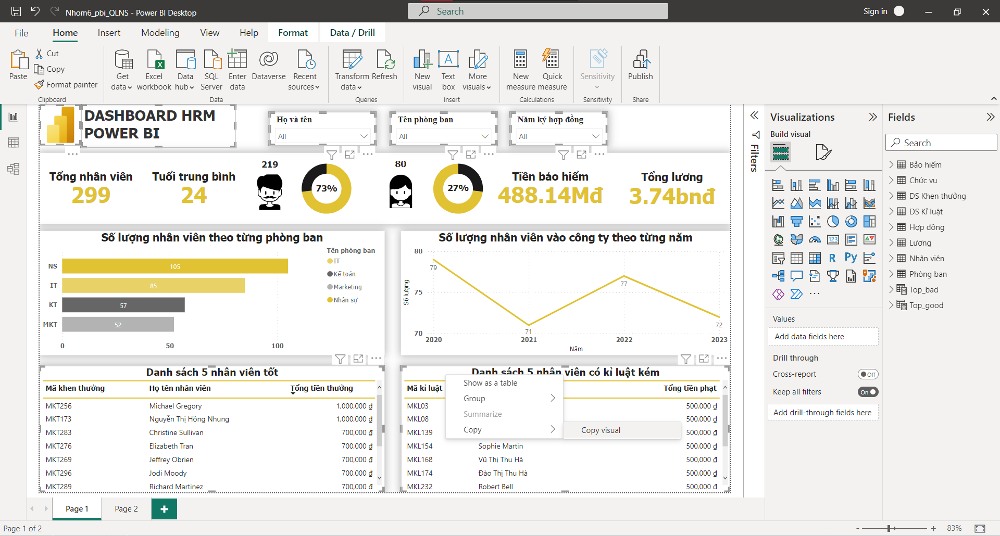 Nhom6_pbi_QLNS - Power BI Desktop
Search
Sign in
File
Home
Insert
Modeling
View
Help
Format
Data / Drill
Paste
Cut
Copy
Format painter
Clipboard
Get data
Excel workbook
Data hub
SQL Server
Enter data
Dataverse
Recent sources
Data
Transform data
Refresh
Queries
New visual
Text box
More visuals
Insert
New measure
Quick measure
Calculations
Sensitivity
Sensitivity
Publish
Share
DASHBOARD HRM
POWER BI
Họ và tên
All
Tên phòng ban
All
Năm ký hợp đồng
All
Tổng nhân viên
299
Tuổi trung bình
24
219
73%
80
27%
Tiền bảo hiểm
488.14Mđ
Tổng lương
3.74bnđ
Số lượng nhân viên theo từng phòng ban
Tên phòng ban
IT
Kế toán
Marketing
Nhân sự
NS
105
IT
85
KT
57
MKT
52
0
50
100
Số lượng nhân viên vào công ty theo từng năm
80
75
70
Số lượng
79
71
77
72
2020
2021
2022
2023
Năm
Danh sách 5 nhân viên tốt
Mã khen thưởng Họ tên nhân viên Tổng tiền thưởng
MKT256 Michael Gregory 1,000,000 ₫
MKT173 Nguyễn Thị Hồng Nhung 1,000,000 ₫
MKT283 Christine Sullivan 700,000 ₫
MKT276 Elizabeth Tran 700,000 ₫
MKT269 Jeffrey Obrien 700,000 ₫
MKT296 Jodi Moody 700,000 ₫
MKT289 Richard Martinez 700,000 ₫
Danh sách 5 nhân viên có kỉ luật kém
Mã kỉ luật Tổng tiền phạt
MKL03 500,000 ₫
MKL08 500,000 ₫
MKL139 500,000 ₫
MKL154 Sophie Martin 500,000 ₫
MKL168 Vũ Thị Thu Hà 500,000 ₫
MKL174 Đào Thị Thu Hà 500,000 ₫
MKL232 Robert Bell 500,000 ₫
Show as a table
Group
Summarize
Copy
Copy visual
Filters
Visualizations
Build visual
123
R
Py
Values
Add data fields here
Drill through
Cross-report
Off
Keep all filters
On
Add drill-through fields here
Fields
Search
Bảo hiểm
Chức vụ
DS Khen thưởng
DS Kỉ luật
Hợp đồng
Lương
Nhân viên
Phòng ban
Top_bad
Top_good
Page 1
Page 2
+
Page 1 of 2
- + 83%